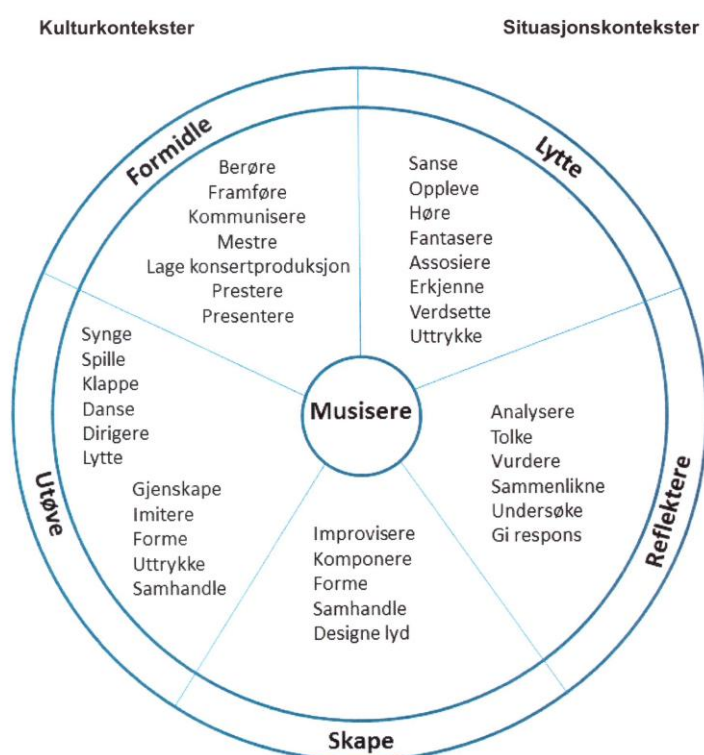 Kulturkontekster
Situasjonskontekster
Formidle
Berøre
Framføre
Kommunisere
Mestre
Lage konsertproduksjon
Prestere
Presentere
Lytte
Sanse
Oppleve
Høre
Fantasere
Assosiere
Erkjenne
Verdsette
Uttrykke
Musisere
Utøve
Synge
Spille
Klappe
Danse
Dirigere
Lytte
Gjenskape
Imitere
Forme
Uttrykke
Samhandle
Improvisere
Komponere
Forme
Samhandle
Designe lyd
Skape
Analysere
Tolke
Vurdere
Sammenlikne
Undersøke
Gi respons
Reflektere